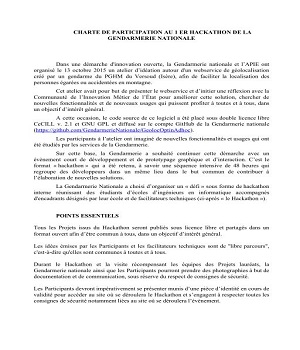 CHARTE DE PARTICIPATION AU 1 ER HACKATHON DE LA
GENDARMERIE NATIONALE
Dans une démarche d'innovation ouverte, la Gendarmerie nationale et l'APIE ont
organisé le 13 octobre 2015 un atelier d'idéation autour d'un webservice de géolocalisation
créé par un gendarme du PGHM du Versoud (Isère), afin de faciliter la localisation des
personnes égarées ou accidentées en montagne.
Cet atelier avait pour but de présenter le webservice et d'initier une réflexion avec la
Communauté de l'Innovation Métier de l'État pour améliorer cette solution, chercher de
nouvelles fonctionnalités et de nouveaux usages qui puissent profiter à toutes et à tous, dans
un objectif d'intérêt général.
A cette occasion, le code source de ce logiciel a été placé sous double licence libre
CeCILL v. 2.1 et GNU GPL et diffusé sur le compte GitHub de la Gendarmerie nationale
(https://github.com/GendarmerieNationale/GeolocOptinAdhoc).
Les participants à l'atelier ont imaginé de nouvelles fonctionnalités et usages qui ont
été étudiés par les services de la Gendarmerie.
Sur cette base, la Gendarmerie a souhaité continuer cette démarche avec un
évènement court de développement et de prototypage graphique et d'interaction. C'est le
format « hackathon » qui a été retenu, à savoir une séquence intensive de 48 heures qui
regroupe des développeurs dans un même lieu dans le but commun de contribuer à
l'élaboration de nouvelles solutions.
La Gendarmerie Nationale a choisi d'organiser un « défi » sous forme de hackathon
interne réunissant des étudiants d'écoles d'ingénieurs en informatique accompagnés
d'encadrants désignés par leur école et de facilitateurs techniques (ci-après « le Hackathon »).
POINTS ESSENTIELS
Tous les Projets issus du Hackathon seront publiés sous licence libre et partagés dans un
format ouvert afin d'être commun à tous, dans un objectif d'intérêt général.
Les idées émises par les Participants et les facilitateurs techniques sont de "libre parcours",
c'est-à-dire qu'elles sont communes à toutes et à tous.
Durant le Hackathon et la visite récompensant les équipes des Projets lauréats, la
Gendarmerie nationale ainsi que les Participants pourront prendre des photographies à but de
documentation et de communication, sous réserve du respect de consignes de sécurité.
Les Participants devront impérativement se présenter munis d'une pièce d'identité en cours de
validité pour accéder au site où se déroulera le Hackathon et s'engagent à respecter toutes les
consignes de sécurité notamment liées au site où se déroulera l'évènement.